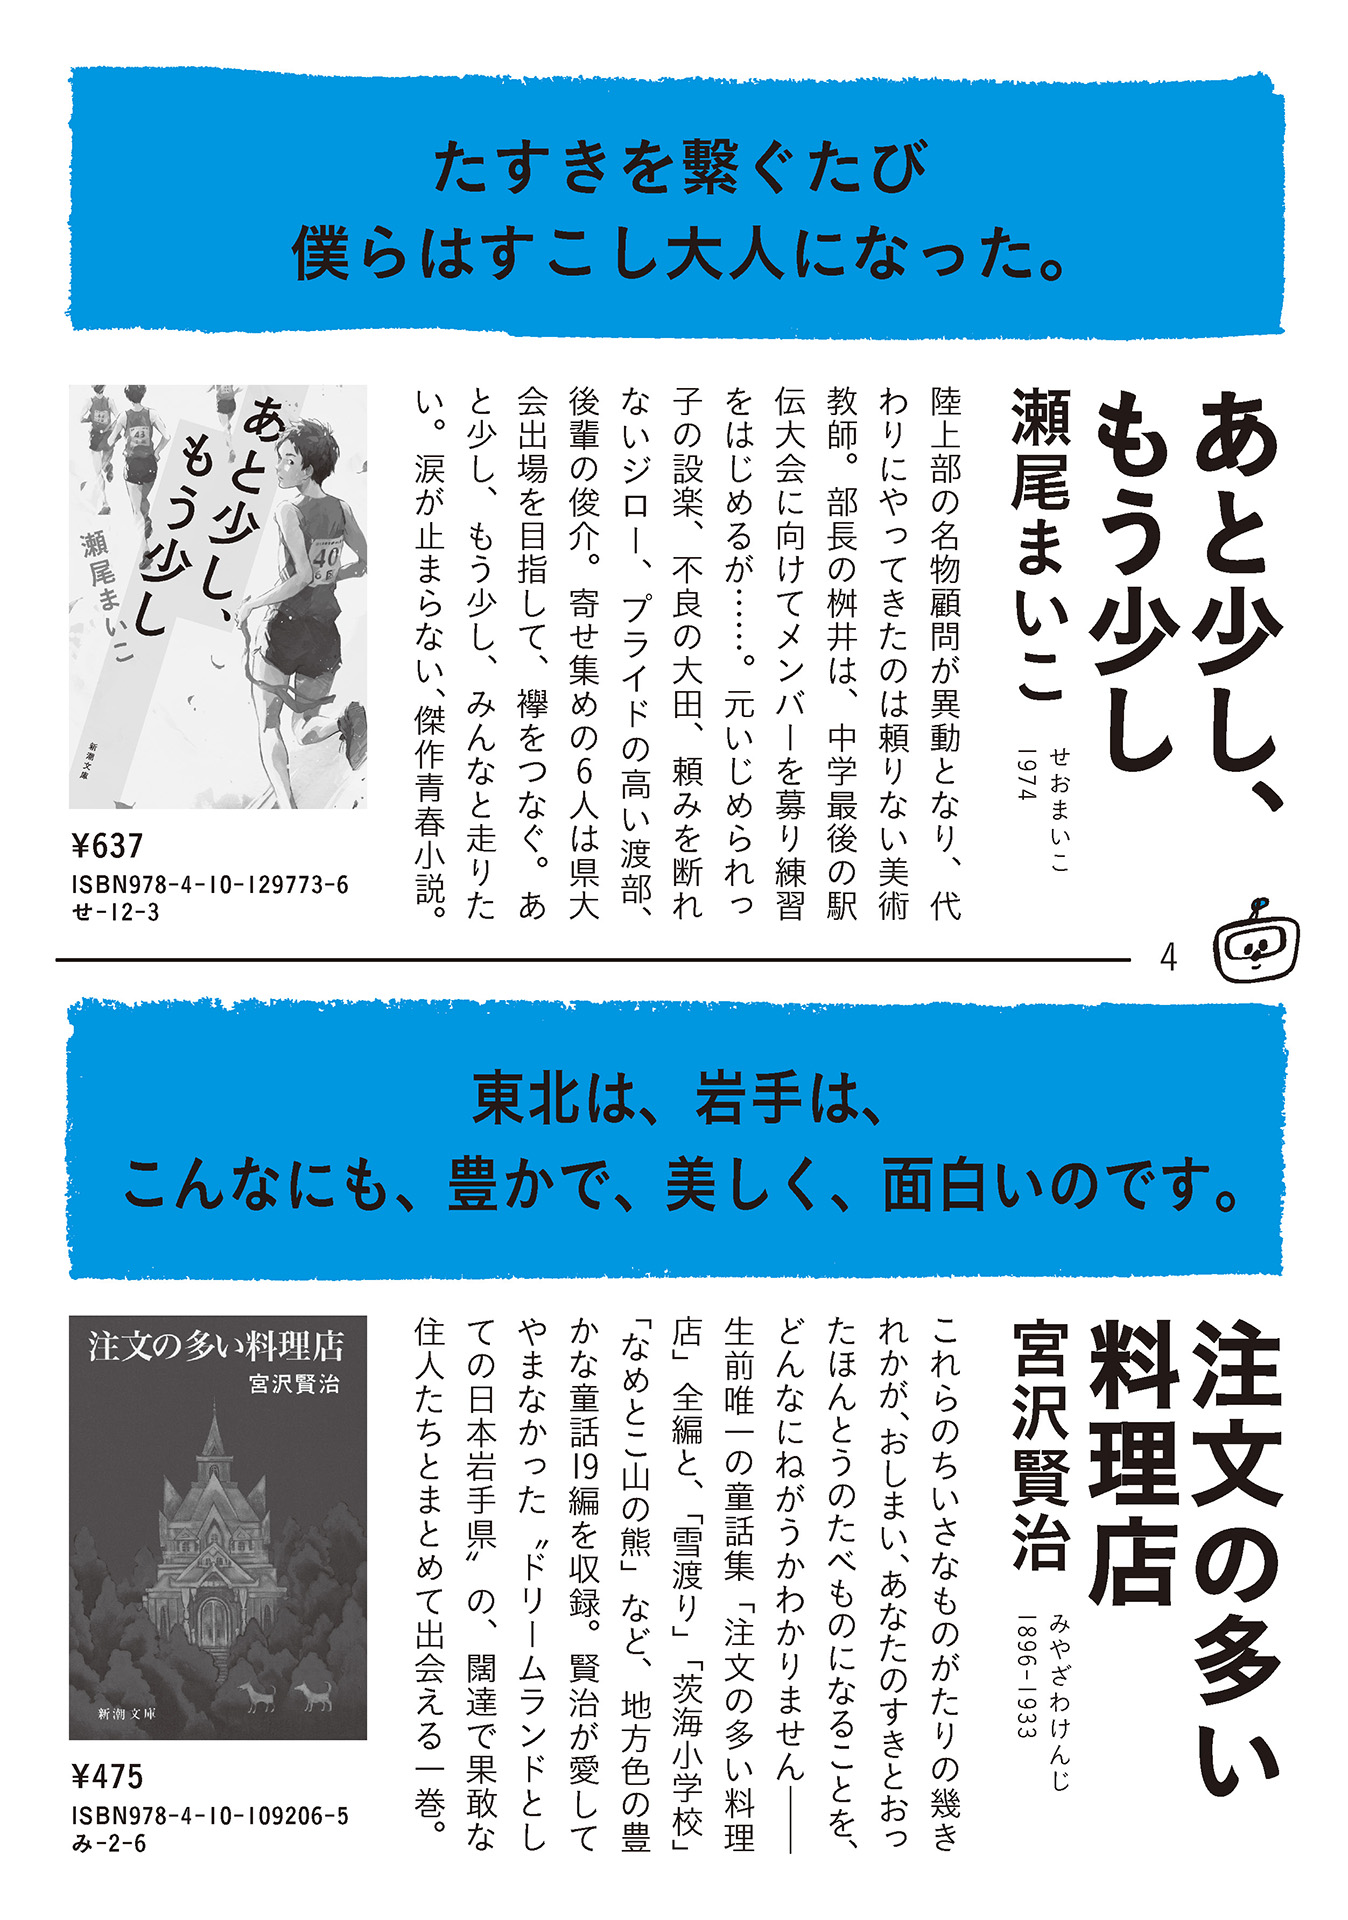 たすきを繋ぐたび
僕らはすこし大人になった。
あと少し、
もう少し
瀬尾まいこ
せおまいこ
1974
陸上部の名物顧問が異動となり、代
わりにやってきたのは頼りない美術
教師。部長の桝井は、中学最後の駅
伝大会に向けてメンバーを募り練習
をはじめるが……。元いじめられっ
子の設楽、不良の大田、頼みを断れ
ないジロー、プライドの高い渡部、
後輩の俊介。寄せ集めの6人は県大
会出場を目指して、襷をつなぐ。あ
と少し、もう少し、みんなと走りた
い。涙が止まらない、傑作青春小説。
あと少し、
もう少し
瀬尾まいこ
新潮文庫
43
40
¥637
ISBN978-4-10-129773-6
せ-12-3
4
東北は、岩手は、
こんなにも、豊かで、美しく、面白いのです。
注文の多い
料理店
宮沢賢治
みやざわけんじ
1896-1933
これらのちいさなものがたりの幾き
れかが、おしまい、あなたのすきとおっ
たほんとうのたべものになることを、
どんなにねがうかわかりません――
生前唯一の童話集「注文の多い料理
店」全編と、「雪渡り」「茨海小学校」
「なめとこ山の熊」など、地方色の豊
かな童話19編を収録。賢治が愛して
やまなかった〝ドリームランドとし
ての日本岩手県〟の、闊達で果敢な
住人たちとまとめて出会える一巻。
注文の多い料理店
宮沢賢治
新潮文庫
¥475
ISBN978-4-10-109206-5
み-2-6